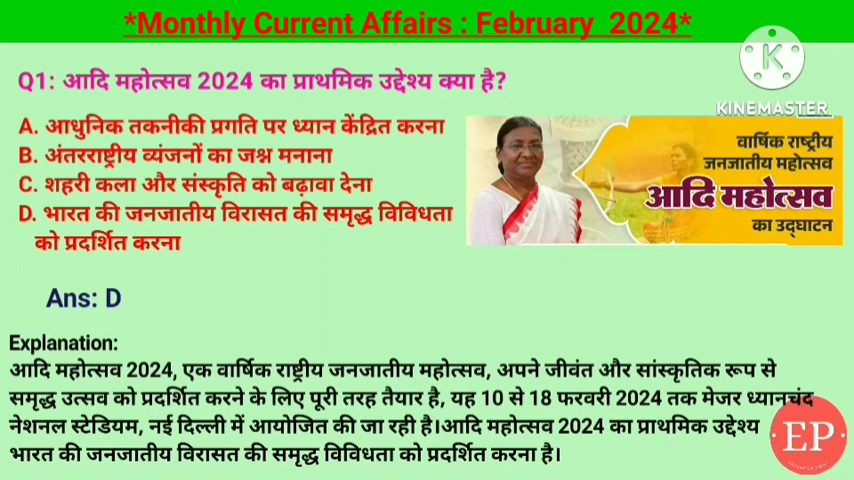 *Monthly Current Affairs : February 2024*
KINEMASTER
Q1: आदि महोत्सव 2024 का प्राथमिक उद्देश्य क्या है?
A. आधुनिक तकनीकी प्रगति पर ध्यान केंद्रित करना
B. अंतरराष्ट्रीय व्यंजनों का जश्न मनाना
C. शहरी कला और संस्कृति को बढ़ावा देना
D. भारत की जनजातीय विरासत की समृद्ध विविधता
को प्रदर्शित करना
वार्षिक राष्ट्रीय
जनजातीय महोत्सव
आदि महोत्सव
का उद्घाटन
Ans: D
Explanation:
आदि महोत्सव 2024, एक वार्षिक राष्ट्रीय जनजातीय महोत्सव, अपने जीवंत और सांस्कृतिक रूप से
समृद्ध उत्सव को प्रदर्शित करने के लिए पूरी तरह तैयार है, यह 10 से 18 फरवरी 2024 तक मेजर ध्यानचंद
नेशनल स्टेडियम, नई दिल्ली में आयोजित की जा रही है।आदि महोत्सव 2024 का प्राथमिक उद्देश्य
भारत की जनजातीय विरासत की समृद्ध विविधता को प्रदर्शित करना है।
EP